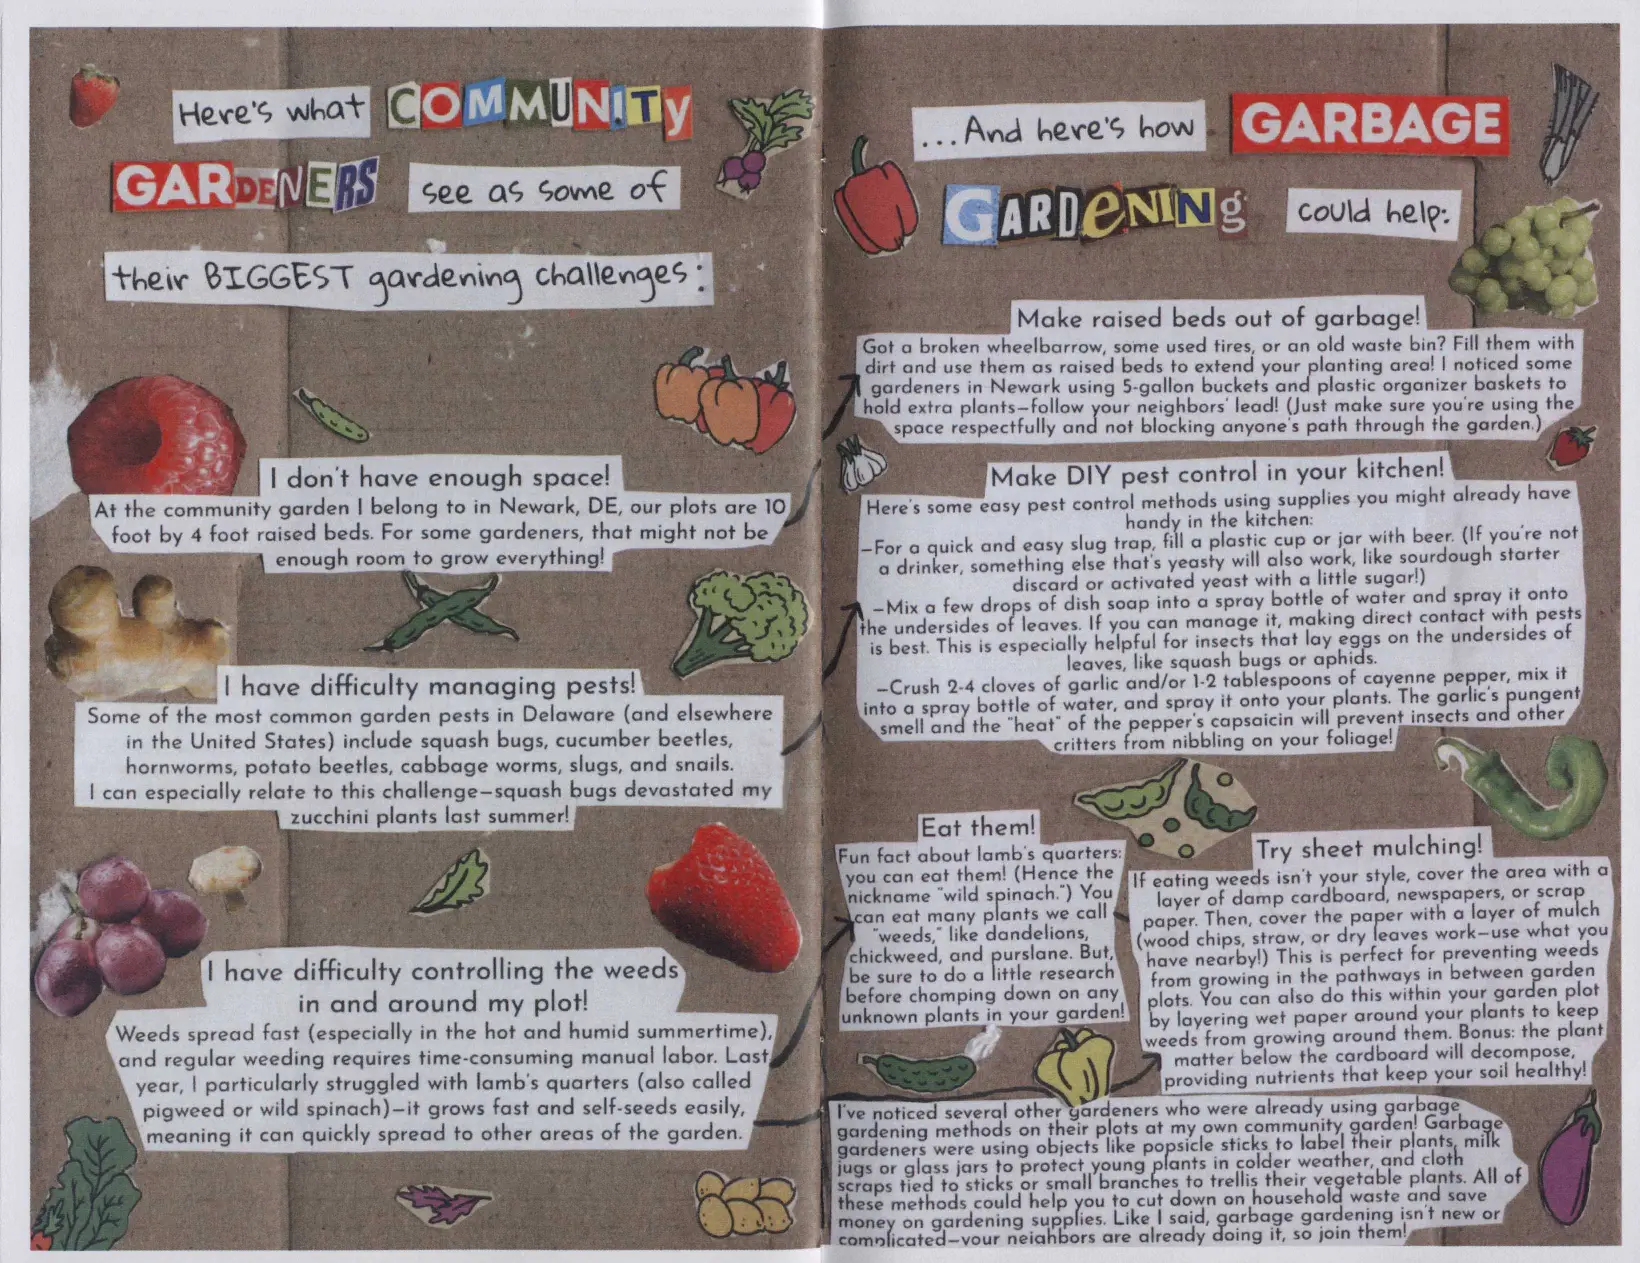 Here's what COMMUNITy
GARDENERS see as some of
their BIGGEST gardening challenges:
I don't have enough space!
At the community garden I belong to in Newark, DE, our plots are 10
foot by 4 foot raised beds. For some gardeners, that might not be
enough room to grow everything!
I have difficulty managing pests!
Some of the most common garden pests in Delaware (and elsewhere
in the United States) include squash bugs, cucumber beetles,
hornworms, potato beetles, cabbage worms, slugs, and snails.
I can especially relate to this challenge—squash bugs devastated my
zucchini plants last summer!
I have difficulty controlling the weeds
in and around my plot!
Weeds spread fast (especially in the hot and humid summertime),
and regular weeding requires time-consuming manual labor. Last
year, I particularly struggled with lamb's quarters (also called
pigweed or wild spinach)—it grows fast and self-seeds easily,
meaning it can quickly spread to other areas of the garden.
...And here's how GARBAGE
GARDeNINg could help:
Make raised beds out of garbage!
Got a broken wheelbarrow, some used tires, or an old waste bin? Fill them with
dirt and use them as raised beds to extend your planting area! I noticed some
gardeners in Newark using 5-gallon buckets and plastic organizer baskets to
hold extra plants—follow your neighbors' lead! (Just make sure you're using the
space respectfully and not blocking anyone's path through the garden.)
Make DIY pest control in your kitchen!
Here's some easy pest control methods using supplies you might already have
handy in the kitchen:
—For a quick and easy slug trap, fill a plastic cup or jar with beer. (If you're not
a drinker, something else that's yeasty will also work, like sourdough starter
discard or activated yeast with a little sugar!)
—Mix a few drops of dish soap into a spray bottle of water and spray it onto
the undersides of leaves. If you can manage it, making direct contact with pests
is best. This is especially helpful for insects that lay eggs on the undersides of
leaves, like squash bugs or aphids.
—Crush 2-4 cloves of garlic and/or 1-2 tablespoons of cayenne pepper, mix it
into a spray bottle of water, and spray it onto your plants. The garlic's pungent
smell and the "heat" of the pepper's capsaicin will prevent insects and other
critters from nibbling on your foliage!
Eat them!
Fun fact about lamb's quarters:
you can eat them! (Hence the
nickname "wild spinach.") You
can eat many plants we call
"weeds," like dandelions,
chickweed, and purslane. But,
be sure to do a little research
before chomping down on any
unknown plants in your garden!
Try sheet mulching!
If eating weeds isn't your style, cover the area with a
layer of damp cardboard, newspapers, or scrap
paper. Then, cover the paper with a layer of mulch
(wood chips, straw, or dry leaves work—use what you
have nearby!) This is perfect for preventing weeds
from growing in the pathways in between garden
plots. You can also do this within your garden plot
by layering wet paper around your plants to keep
weeds from growing around them. Bonus: the plant
matter below the cardboard will decompose,
providing nutrients that keep your soil healthy!
I've noticed several other gardeners who were already using garbage
gardening methods on their plots at my own community garden! Garbage
gardeners were using objects like popsicle sticks to label their plants, milk
jugs or glass jars to protect young plants in colder weather, and cloth
scraps tied to sticks or small branches to trellis their vegetable plants. All of
these methods could help you to cut down on household waste and save
money on gardening supplies. Like I said, garbage gardening isn't new or
complicated—your neighbors are already doing it, so join them!